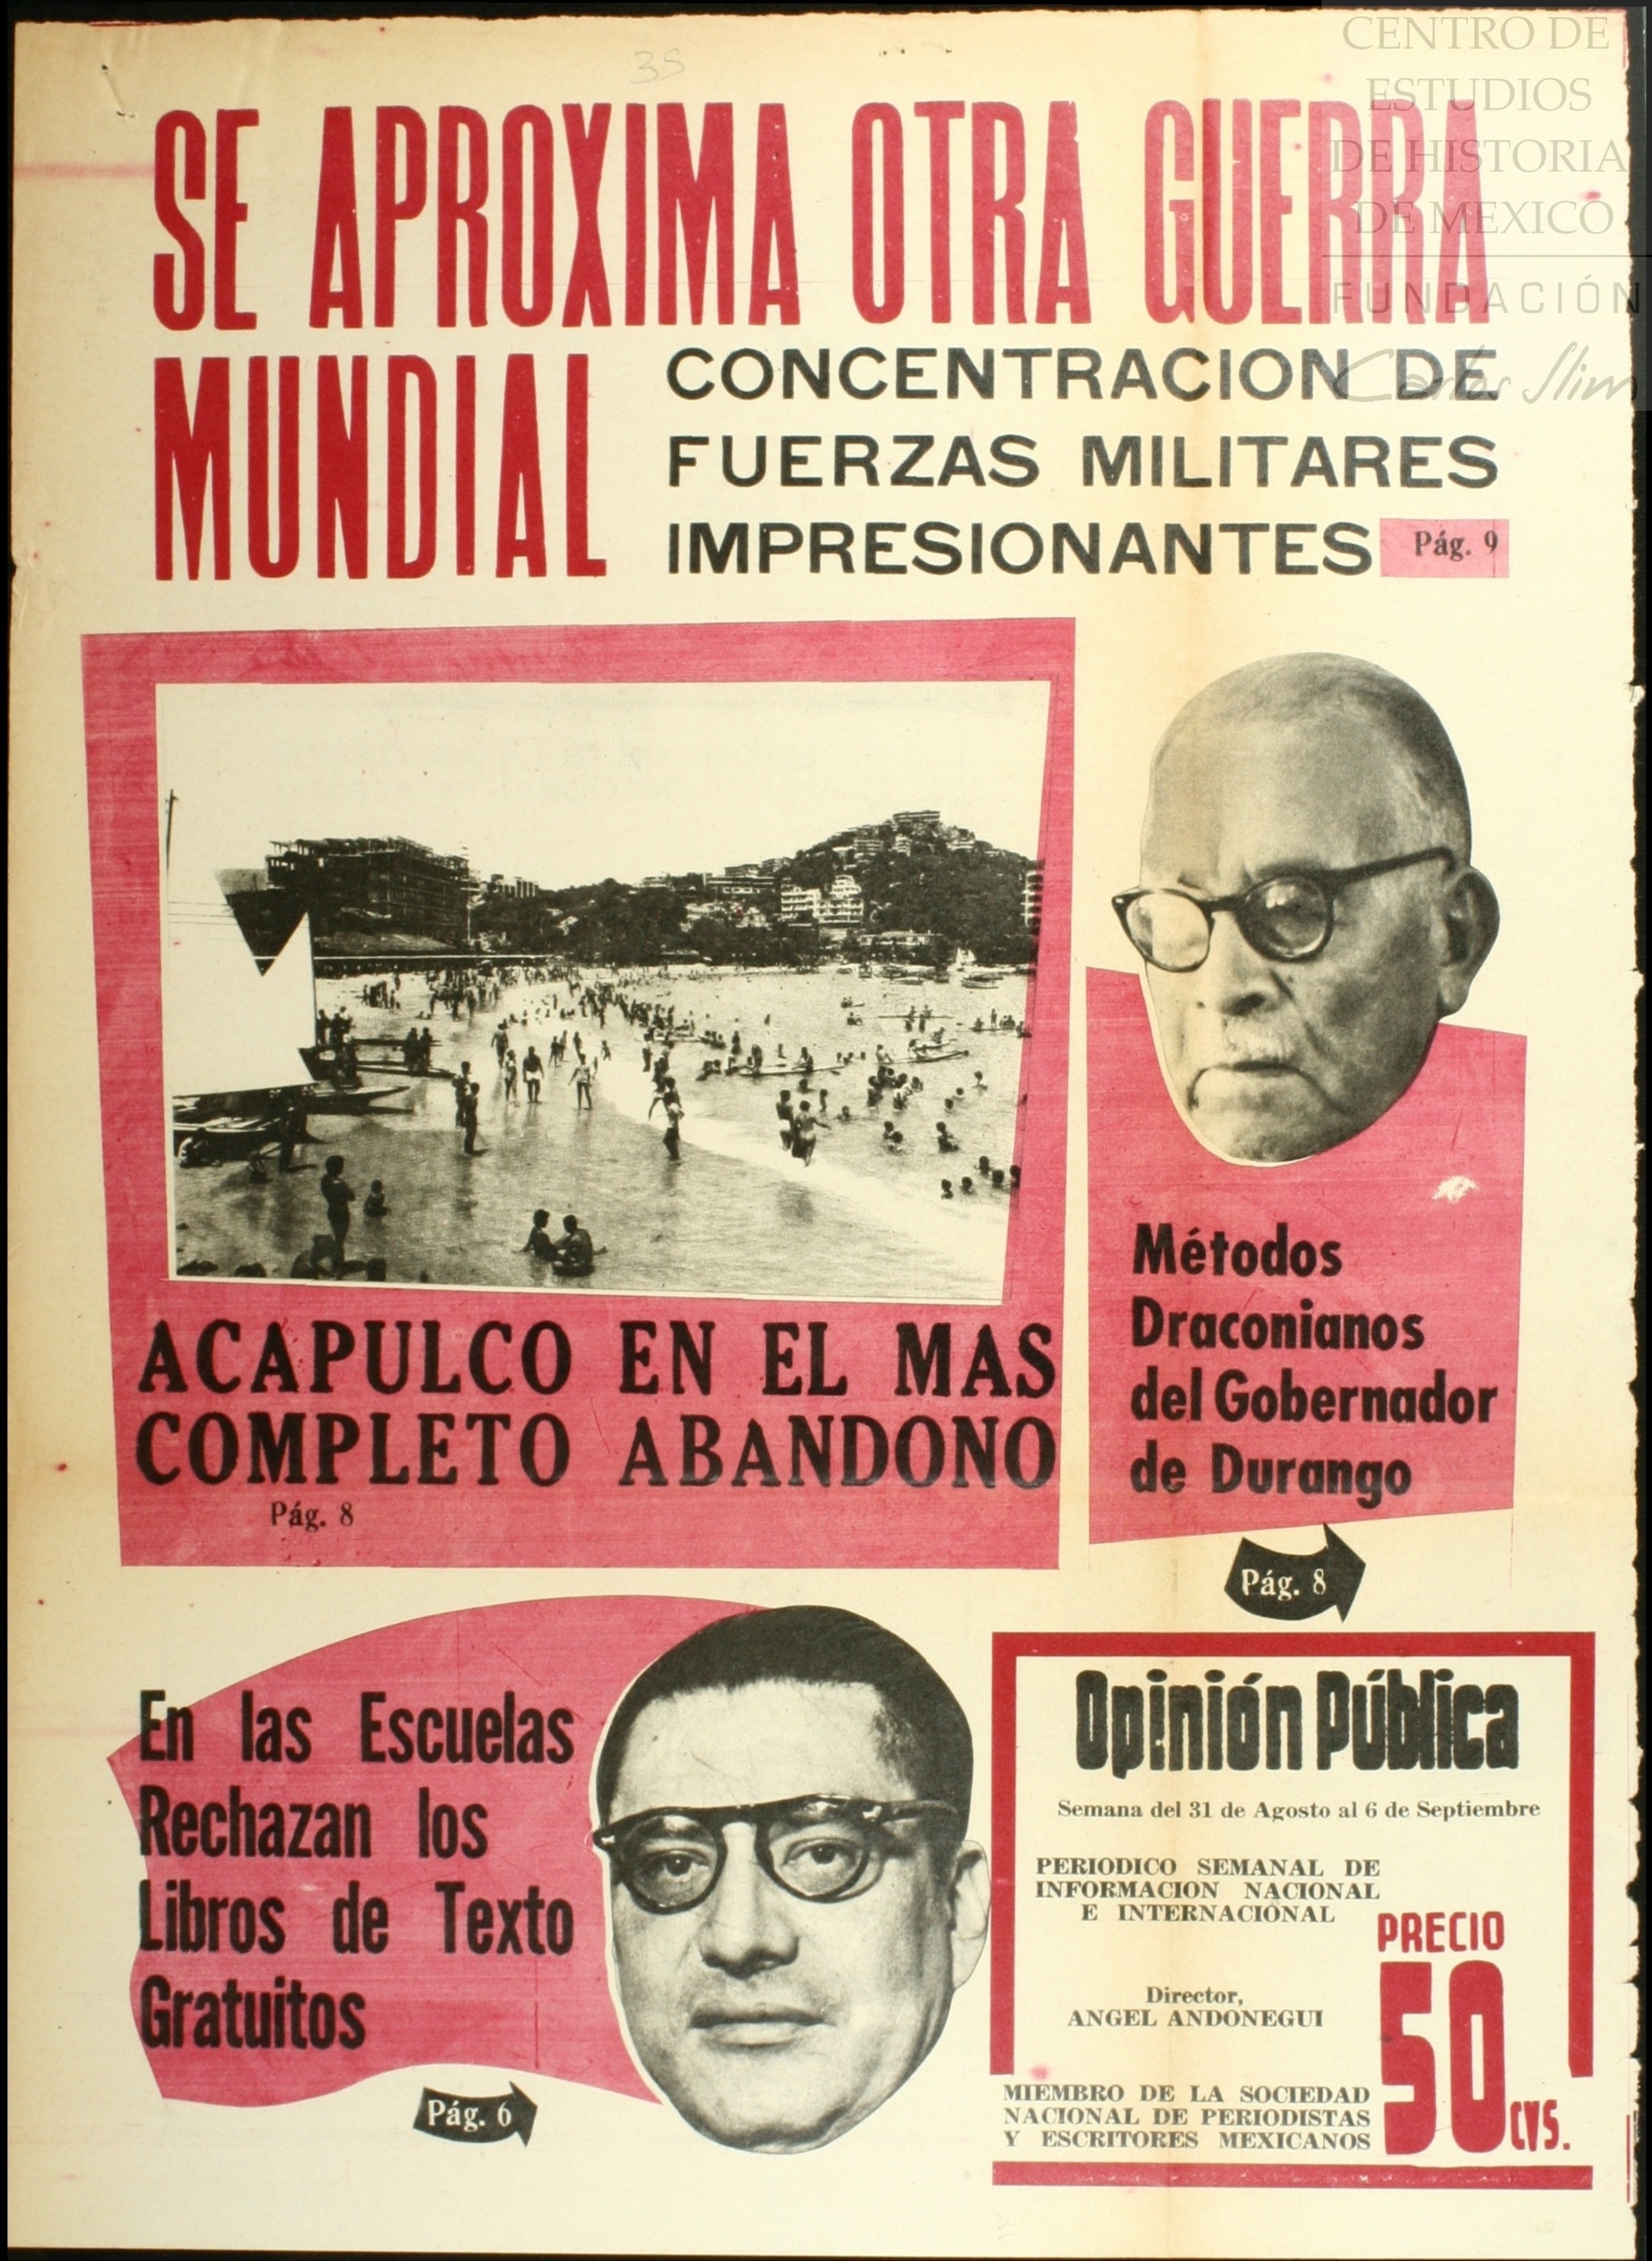 35
CENTRO DE
ESTUDIOS
DE HISTORIA
DE MEXICO
FUNDACIÓN
Carlos Slim
SE APROXIMA OTRA GUERRA
MUNDIAL
CONCENTRACION DE
FUERZAS MILITARES
IMPRESIONANTES
Pág. 9
ACAPULCO EN EL MAS
COMPLETO ABANDONO
Pág. 8
Métodos
Draconianos
del Gobernador
de Durango
Pág. 8
En las Escuelas
Rechazan los
Libros de Texto
Gratuitos
Pág. 6
Opinión Pública
Semana del 31 de Agosto al 6 de Septiembre
PERIODICO SEMANAL DE
INFORMACION NACIONAL
E INTERNACIONAL
Director,
ANGEL ANDONEGUI
MIEMBRO DE LA SOCIEDAD
NACIONAL DE PERIODISTAS
Y ESCRITORES MEXICANOS
PRECIO
50 CVS.